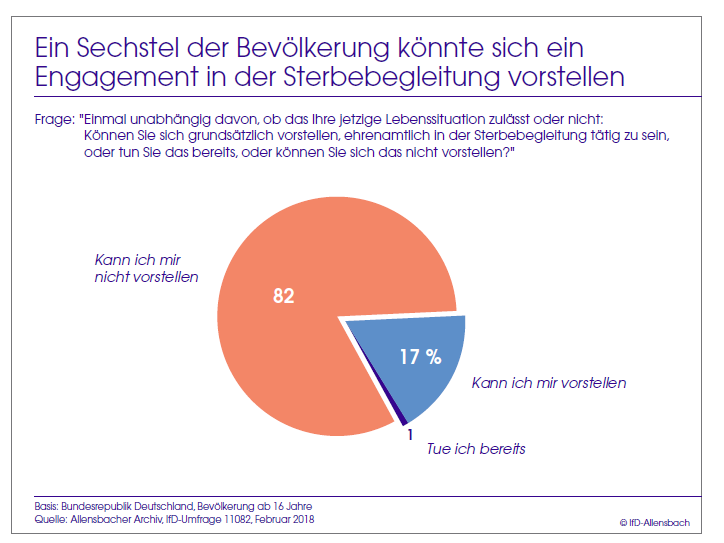 Ein Sechstel der Bevölkerung könnte sich ein
Engagement in der Sterbebegleitung vorstellen
Frage: "Einmal unabhängig davon, ob das Ihre jetzige Lebenssituation zulässt oder nicht:
Können Sie sich grundsätzlich vorstellen, ehrenamtlich in der Sterbebegleitung tätig zu sein,
oder tun Sie das bereits, oder können Sie sich das nicht vorstellen?"
Kann ich mir
nicht vorstellen
82
17 %
Kann ich mir vorstellen
1
Tue ich bereits
Basis: Bundesrepublik Deutschland, Bevölkerung ab 16 Jahre
Quelle: Allensbacher Archiv, IfD-Umfrage 11082, Februar 2018
© IfD-Allensbach